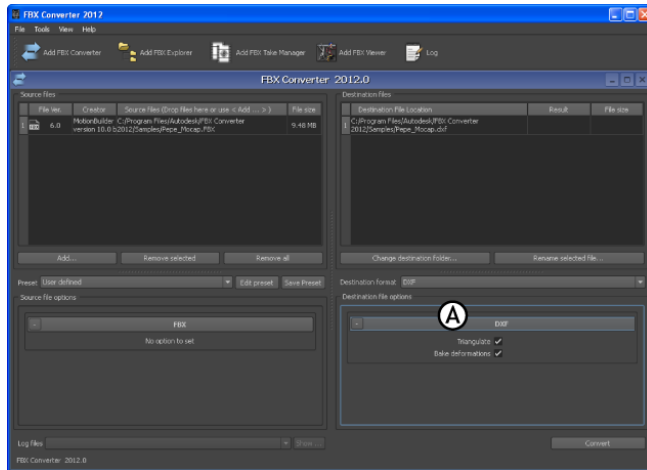 FBX Converter 2012
File Tools View Help
Add FBX Converter
Add FBX Explorer
Add FBX Take Manager
Add FBX Viewer
Log
FBX Converter 2012.0
Source files
File Ver. Creator Source files (Drop files here or use < Add ... > ) File size
1 6.0 MotionBuilder C:/Program Files/Autodesk/FBX Converter 9.48 MB
version 10.0 b2012/Samples/Pepe_Mocap.FBX
Add... Remove selected Remove all
Destination files
Destination File Location Result File size
1 C:/Program Files/Autodesk/FBX Converter
2012/Samples/Pepe_Mocap.dxf
Change destination folder... Rename selected file...
Preset User defined Edit preset Save Preset
Destination format DXF
Source file options
- FBX
No option to set
Destination file options
A
- DXF
Triangulate
Bake deformations
Log files Show...
Convert
FBX Converter 2012.0